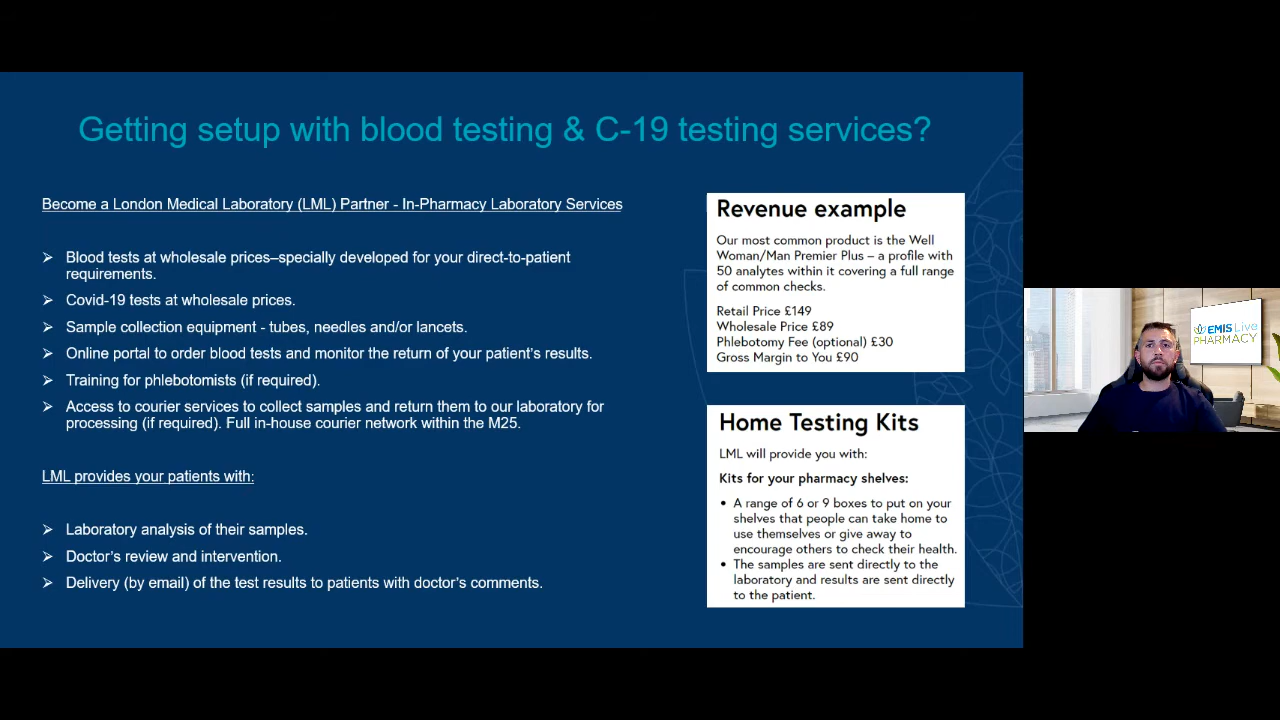 Getting setup with blood testing & C-19 testing services?
Become a London Medical Laboratory (LML) Partner - In-Pharmacy Laboratory Services
Blood tests at wholesale prices–specially developed for your direct-to-patient
requirements.
Covid-19 tests at wholesale prices.
Sample collection equipment - tubes, needles and/or lancets.
Online portal to order blood tests and monitor the return of your patient's results.
Training for phlebotomists (if required).
Access to courier services to collect samples and return them to our laboratory for
processing (if required). Full in-house courier network within the M25.
LML provides your patients with:
Laboratory analysis of their samples.
Doctor's review and intervention.
Delivery (by email) of the test results to patients with doctor's comments.
Revenue example
Our most common product is the Well
Woman/Man Premier Plus – a profile with
50 analytes within it covering a full range
of common checks.
Retail Price £149
Wholesale Price £89
Phlebotomy Fee (optional) £30
Gross Margin to You £90
Home Testing Kits
LML will provide you with:
Kits for your pharmacy shelves:
• A range of 6 or 9 boxes to put on your
shelves that people can take home to
use themselves or give away to
encourage others to check their health.
• The samples are sent directly to the
laboratory and results are sent directly
to the patient.
EMIS Live
PHARMACY